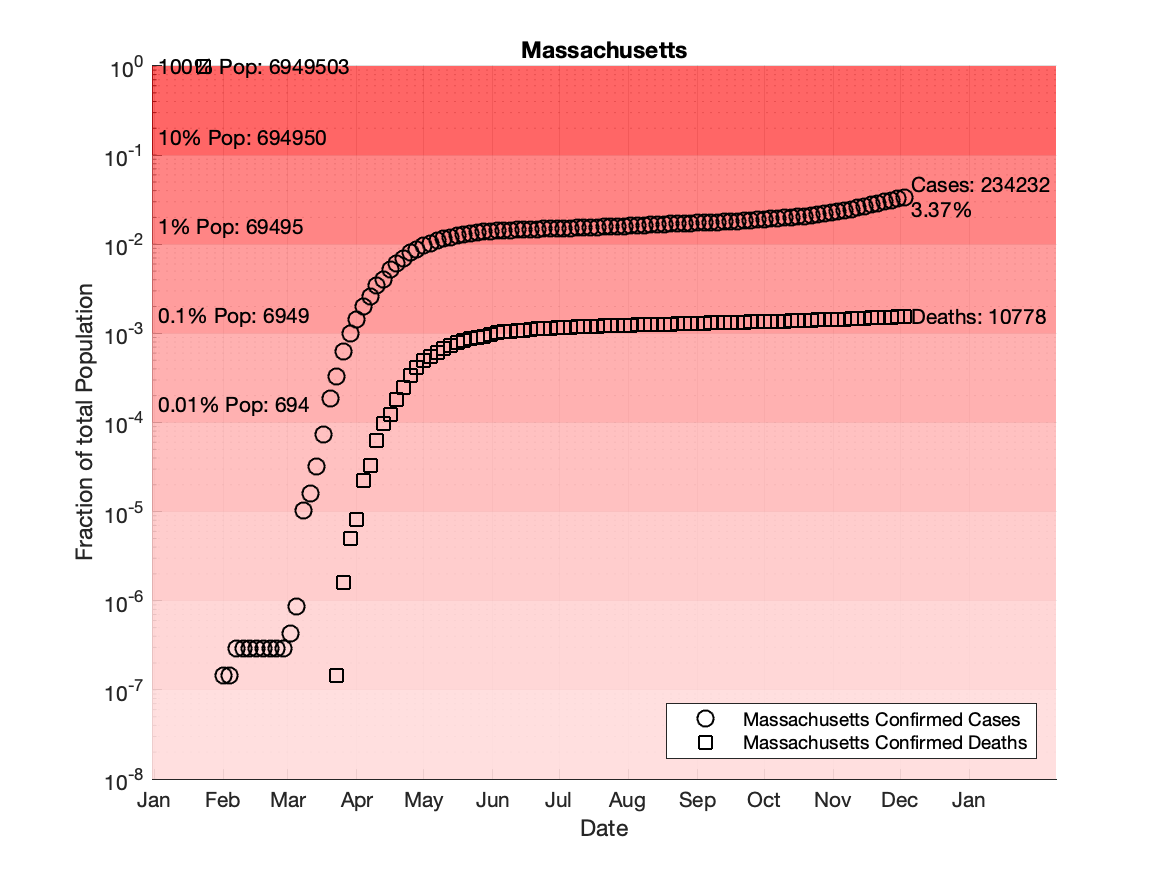 Massachusetts
10^0
100% Pop: 6949503
10% Pop: 694950
10^-1
Cases: 234232
3.37%
1% Pop: 69495
10^-2
0.1% Pop: 6949
Deaths: 10778
10^-3
0.01% Pop: 694
10^-4
10^-5
10^-6
10^-7
10^-8
Fraction of total Population
Massachusetts Confirmed Cases
Massachusetts Confirmed Deaths
Jan Feb Mar Apr May Jun Jul Aug Sep Oct Nov Dec Jan
Date